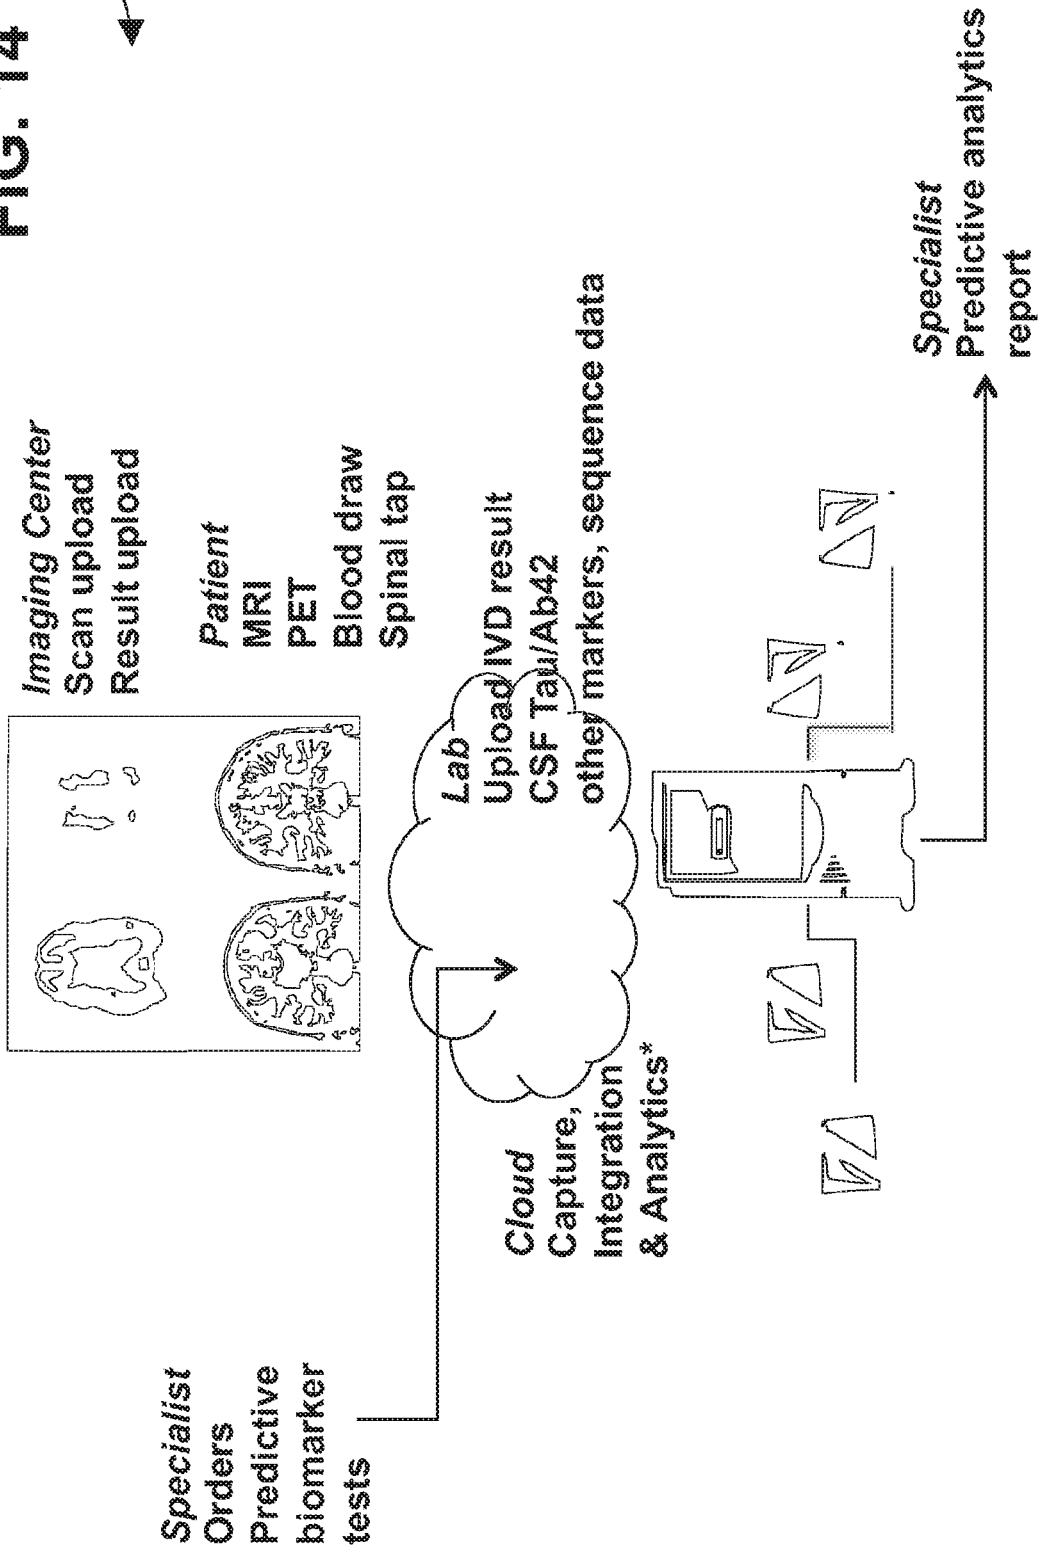 FIG. 14
Specialist
Orders
Predictive
biomarker
tests
Imaging Center
Scan upload
Result upload
Patient
MRI
PET
Blood draw
Spinal tap
Cloud
Capture,
Integration
& Analytics*
Lab
Upload IVD result
CSF Tau/Ab42
other markers, sequence data
Specialist
Predictive analytics
report